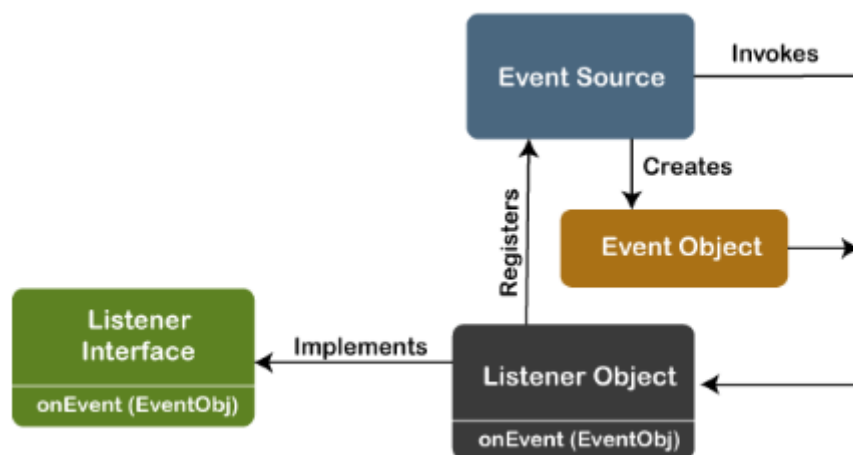 Event Source
Invokes
Creates
Registers
Event Object
Listener
Interface
onEvent (EventObj)
Implements
Listener Object
onEvent (EventObj)